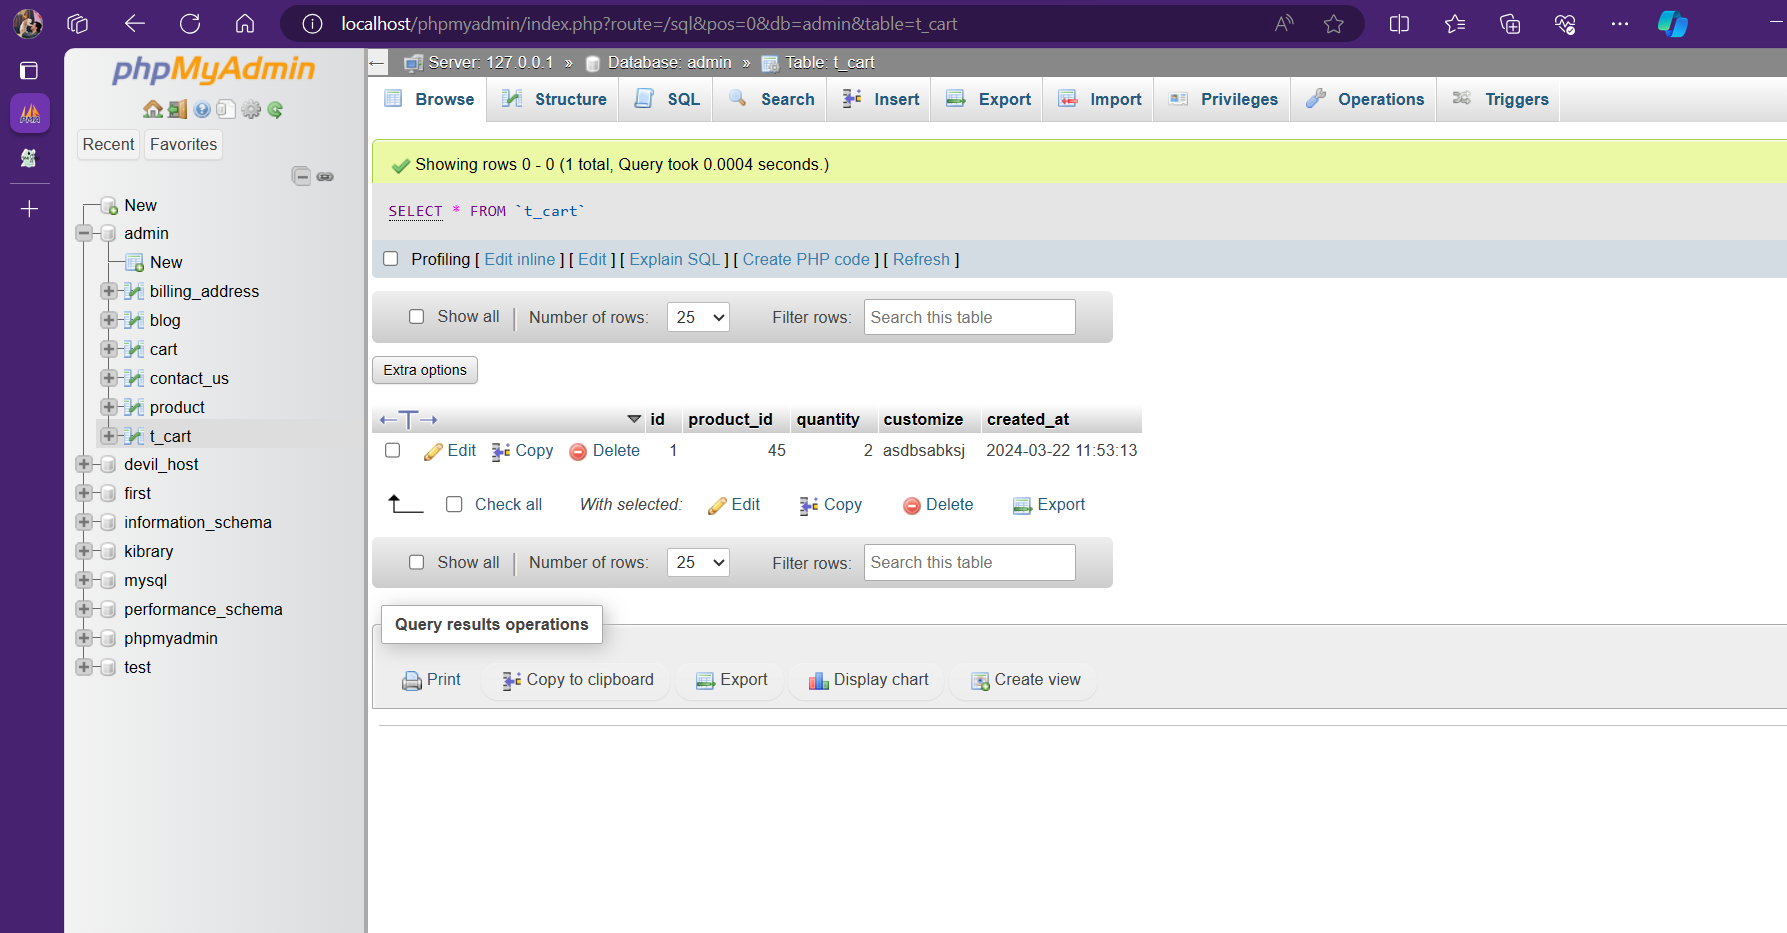 localhost/phpmyadmin/index.php?route=/sql&pos=0&db=admin&table=t_cart
phpMyAdmin
Recent Favorites
New
admin
New
billing_address
blog
cart
contact_us
product
t_cart
devil_host
first
information_schema
kibrary
mysql
performance_schema
phpmyadmin
test
Server: 127.0.0.1 » Database: admin » Table: t_cart
Browse Structure SQL Search Insert Export Import Privileges Operations Triggers
Showing rows 0 - 0 (1 total, Query took 0.0004 seconds.)
SELECT * FROM `t_cart`
Profiling [ Edit inline ] [ Edit ] [ Explain SQL ] [ Create PHP code ] [ Refresh ]
Show all | Number of rows: 25 Filter rows: Search this table
Extra options
←T→ id product_id quantity customize created_at
Edit Copy Delete 1 45 2 asdbsabksj 2024-03-22 11:53:13
Check all With selected: Edit Copy Delete Export
Show all | Number of rows: 25 Filter rows: Search this table
Query results operations
Print Copy to clipboard Export Display chart Create view